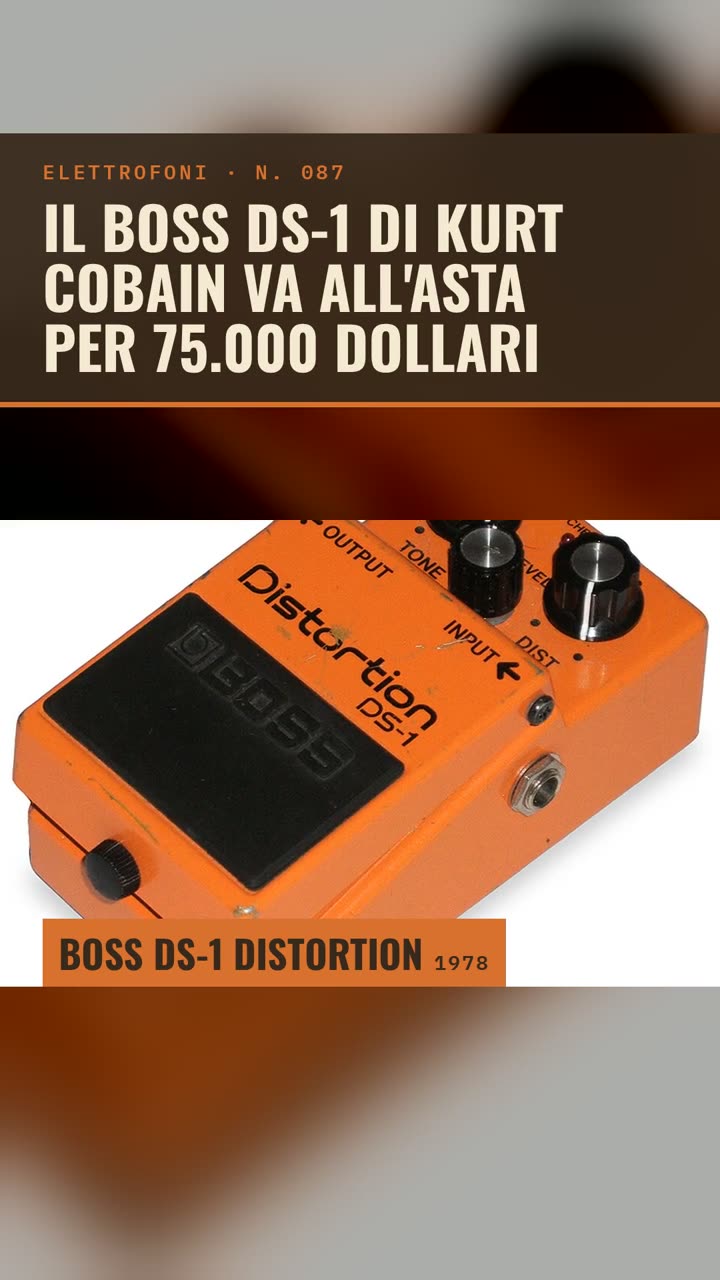 ELETTROFONI · N. 087
IL BOSS DS-1 DI KURT
COBAIN VA ALL'ASTA
PER 75.000 DOLLARI
OUTPUT
TONE
LEVEL
DIST
INPUT
Distortion
DS-1
BOSS
BOSS DS-1 DISTORTION 1978